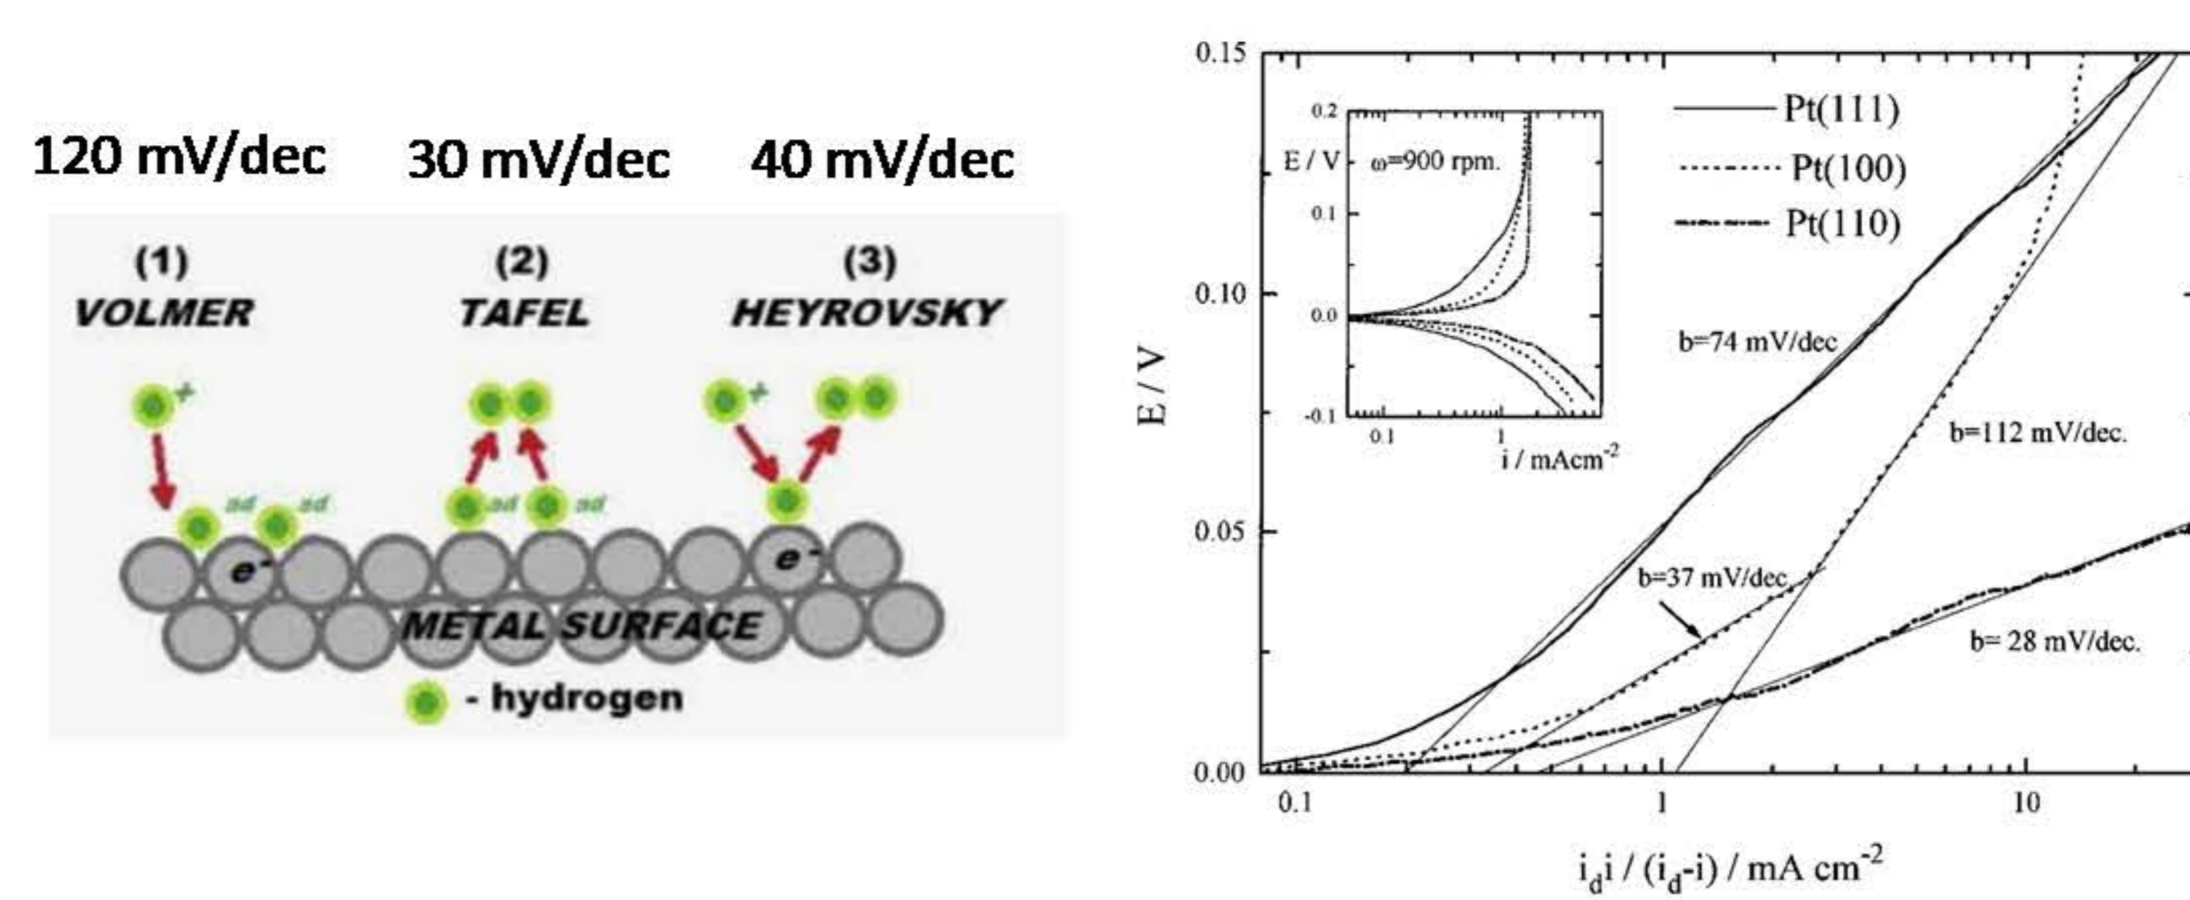 120 mV/dec 30 mV/dec 40 mV/dec
(1) (2) (3)
VOLMER TAFEL HEYROVSKY
+ +
ad ad ad ad
e- e-
METAL SURFACE
- hydrogen
0.15
0.10
0.05
0.00
E / V
0.1 1 10
i_d i / (i_d-i) / mA cm⁻²
0.2
0.1
0.0
-0.1
E / V ω=900 rpm.
0.1 1
i / mAcm⁻²
Pt(111)
Pt(100)
Pt(110)
b=74 mV/dec
b=112 mV/dec.
b=37 mV/dec.
b= 28 mV/dec.